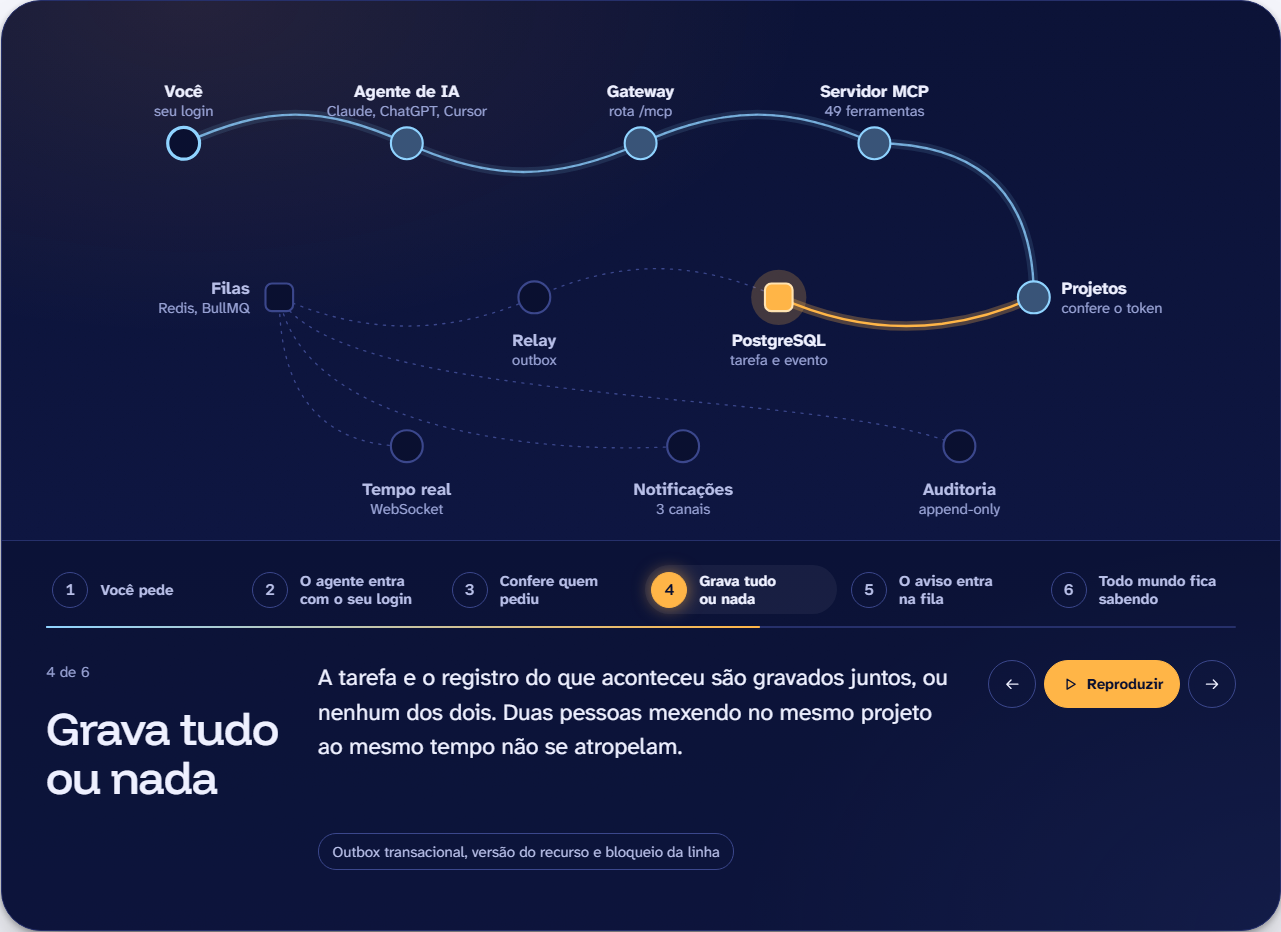 Você
seu login
Agente de IA
Claude, ChatGPT, Cursor
Gateway
rota /mcp
Servidor MCP
49 ferramentas
Filas
Redis, BullMQ
Relay
outbox
PostgreSQL
tarefa e evento
Projetos
confere o token
Tempo real
WebSocket
Notificações
3 canais
Auditoria
append-only
1
Você pede
2
O agente entra
com o seu login
3
Confere quem
pediu
4
Grava tudo
ou nada
5
O aviso entra
na fila
6
Todo mundo fica
sabendo
4 de 6
Grava tudo
ou nada
A tarefa e o registro do que aconteceu são gravados juntos, ou
nenhum dos dois. Duas pessoas mexendo no mesmo projeto
ao mesmo tempo não se atropelam.
Outbox transacional, versão do recurso e bloqueio da linha
Reproduzir